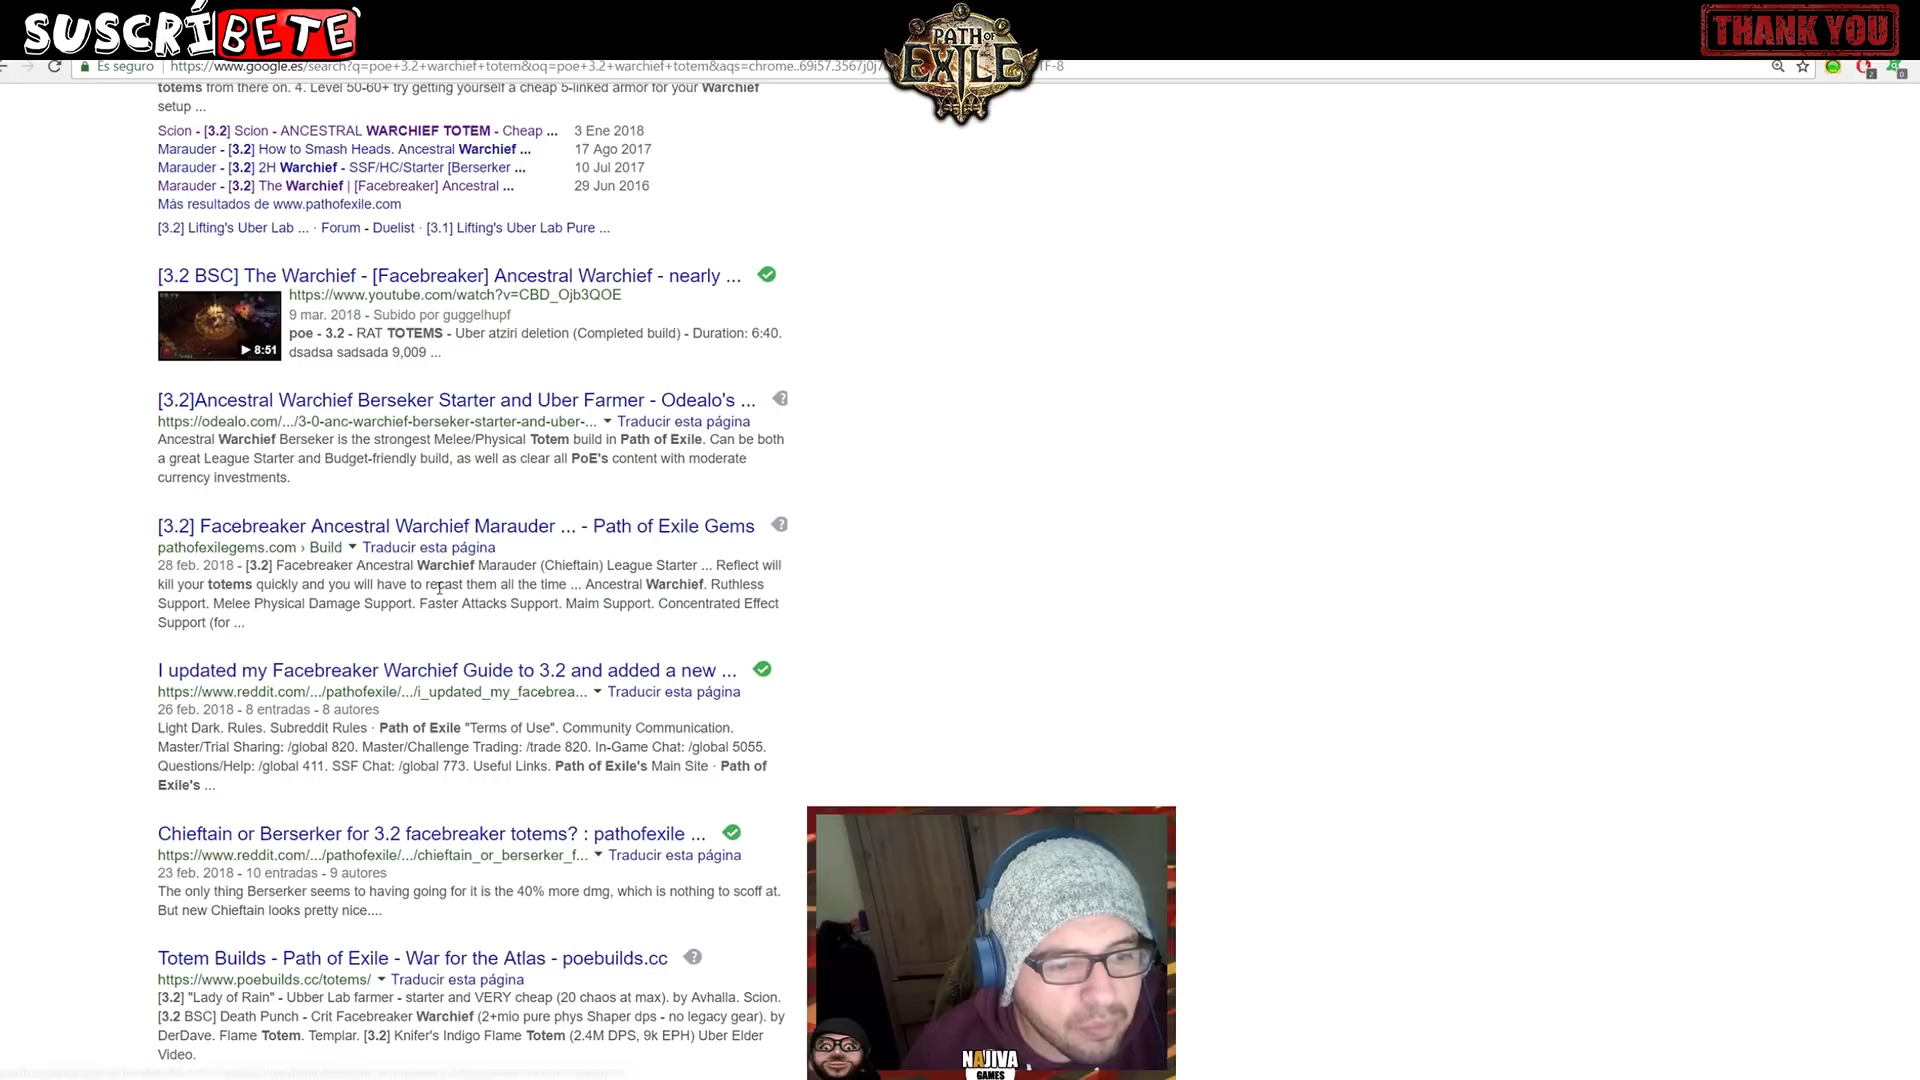 SUSCRÍBETE
PATH OF
EXILE
THANK YOU
Es seguro | https://www.google.es/search?q=poe+3.2+warchief+totem&oq=poe+3.2+warchief+totem&aqs=chrome..69i57.3567j0j7
F-8
totems from there on. 4. Level 50-60+ try getting yourself a cheap 5-linked armor for your Warchief
setup ...
Scion - [3.2] Scion - ANCESTRAL WARCHIEF TOTEM - Cheap ... 3 Ene 2018
Marauder - [3.2] How to Smash Heads. Ancestral Warchief ... 17 Ago 2017
Marauder - [3.2] 2H Warchief - SSF/HC/Starter [Berserker ... 10 Jul 2017
Marauder - [3.2] The Warchief | [Facebreaker] Ancestral ... 29 Jun 2016
Más resultados de www.pathofexile.com
[3.2] Lifting's Uber Lab ... · Forum - Duelist · [3.1] Lifting's Uber Lab Pure ...
[3.2 BSC] The Warchief - [Facebreaker] Ancestral Warchief - nearly ...
https://www.youtube.com/watch?v=CBD_Ojb3QOE
9 mar. 2018 - Subido por guggelhupf
poe - 3.2 - RAT TOTEMS - Uber atziri deletion (Completed build) - Duration: 6:40.
dsadsa sadsada 9,009 ...
8:51
[3.2]Ancestral Warchief Berseker Starter and Uber Farmer - Odealo's ...
https://odealo.com/.../3-0-anc-warchief-berseker-starter-and-uber-... Traducir esta página
Ancestral Warchief Berseker is the strongest Melee/Physical Totem build in Path of Exile. Can be both
a great League Starter and Budget-friendly build, as well as clear all PoE's content with moderate
currency investments.
[3.2] Facebreaker Ancestral Warchief Marauder ... - Path of Exile Gems
pathofexilegems.com › Build Traducir esta página
28 feb. 2018 - [3.2] Facebreaker Ancestral Warchief Marauder (Chieftain) League Starter ... Reflect will
kill your totems quickly and you will have to recast them all the time ... Ancestral Warchief. Ruthless
Support. Melee Physical Damage Support. Faster Attacks Support. Maim Support. Concentrated Effect
Support (for ...
I updated my Facebreaker Warchief Guide to 3.2 and added a new ...
https://www.reddit.com/.../pathofexile/.../i_updated_my_facebrea... Traducir esta página
26 feb. 2018 - 8 entradas - 8 autores
Light Dark. Rules. Subreddit Rules · Path of Exile "Terms of Use". Community Communication.
Master/Trial Sharing: /global 820. Master/Challenge Trading: /trade 820. In-Game Chat: /global 5055.
Questions/Help: /global 411. SSF Chat: /global 773. Useful Links. Path of Exile's Main Site · Path of
Exile's ...
Chieftain or Berserker for 3.2 facebreaker totems? : pathofexile ...
https://www.reddit.com/.../pathofexile/.../chieftain_or_berserker_f... Traducir esta página
23 feb. 2018 - 10 entradas - 9 autores
The only thing Berserker seems to having going for it is the 40% more dmg, which is nothing to scoff at.
But new Chieftain looks pretty nice....
Totem Builds - Path of Exile - War for the Atlas - poebuilds.cc
https://www.poebuilds.cc/totems/ Traducir esta página
[3.2] "Lady of Rain" - Ubber Lab farmer - starter and VERY cheap (20 chaos at max). by Avhalla. Scion.
[3.2 BSC] Death Punch - Crit Facebreaker Warchief (2+mio pure phys Shaper dps - no legacy gear). by
DerDave. Flame Totem. Templar. [3.2] Knifer's Indigo Flame Totem (2.4M DPS, 9k EPH) Uber Elder
Video.
NAJIVA
GAMES